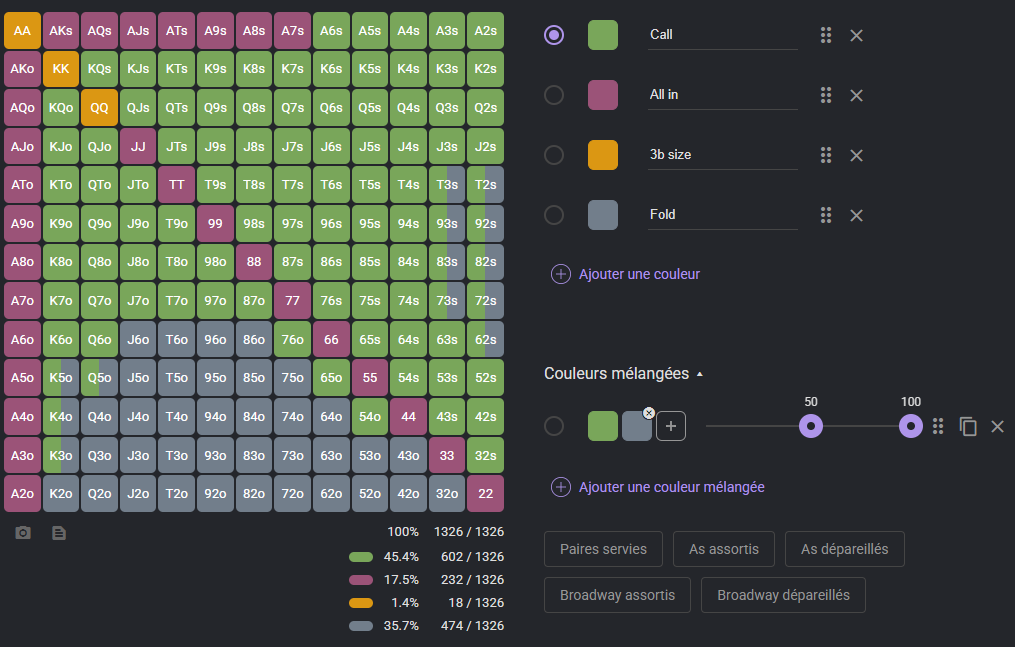 AA AKs AQs AJs ATs A9s A8s A7s A6s A5s A4s A3s A2s
AKo KK KQs KJs KTs K9s K8s K7s K6s K5s K4s K3s K2s
AQo KQo QQ QJs QTs Q9s Q8s Q7s Q6s Q5s Q4s Q3s Q2s
AJo KJo QJo JJ JTs J9s J8s J7s J6s J5s J4s J3s J2s
ATo KTo QTo JTo TT T9s T8s T7s T6s T5s T4s T3s T2s
A9o K9o Q9o J9o T9o 99 98s 97s 96s 95s 94s 93s 92s
A8o K8o Q8o J8o T8o 98o 88 87s 86s 85s 84s 83s 82s
A7o K7o Q7o J7o T7o 97o 87o 77 76s 75s 74s 73s 72s
A6o K6o Q6o J6o T6o 96o 86o 76o 66 65s 64s 63s 62s
A5o K5o Q5o J5o T5o 95o 85o 75o 65o 55 54s 53s 52s
A4o K4o Q4o J4o T4o 94o 84o 74o 64o 54o 44 43s 42s
A3o K3o Q3o J3o T3o 93o 83o 73o 63o 53o 43o 33 32s
A2o K2o Q2o J2o T2o 92o 82o 72o 62o 52o 42o 32o 22
100% 1326 / 1326
45.4% 602 / 1326
17.5% 232 / 1326
1.4% 18 / 1326
35.7% 474 / 1326
Call
All in
3b size
Fold
Ajouter une couleur
Couleurs mélangées
50 100
Ajouter une couleur mélangée
Paires servies As assortis As dépareillés
Broadway assortis Broadway dépareillés